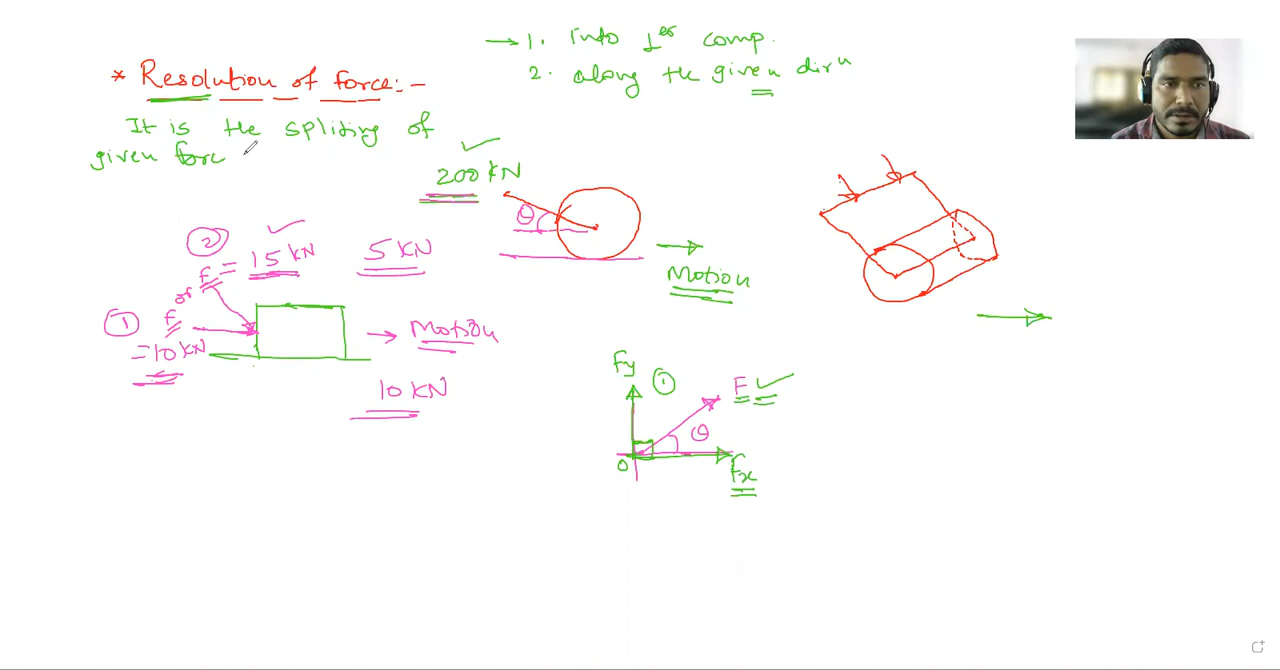 → 1. Into ⊥er comp.
2. along the given dirn
* Resolution of force:-
It is the spliting of
given forc
200 KN
θ
② 15 KN
F =
5 KN
or
Motion
① F
= 10 KN
Motion
10 KN
Fy
①
F
θ
O
Fx